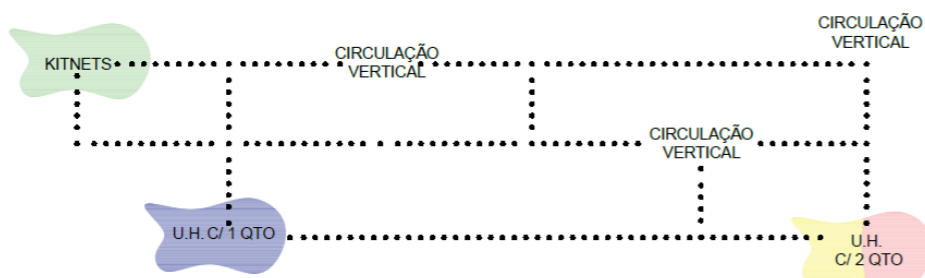 CIRCULAÇÃO
VERTICAL
CIRCULAÇÃO
VERTICAL
KITNETS
CIRCULAÇÃO
VERTICAL
U.H. C/ 1 QTO
U.H.
C/ 2 QTO